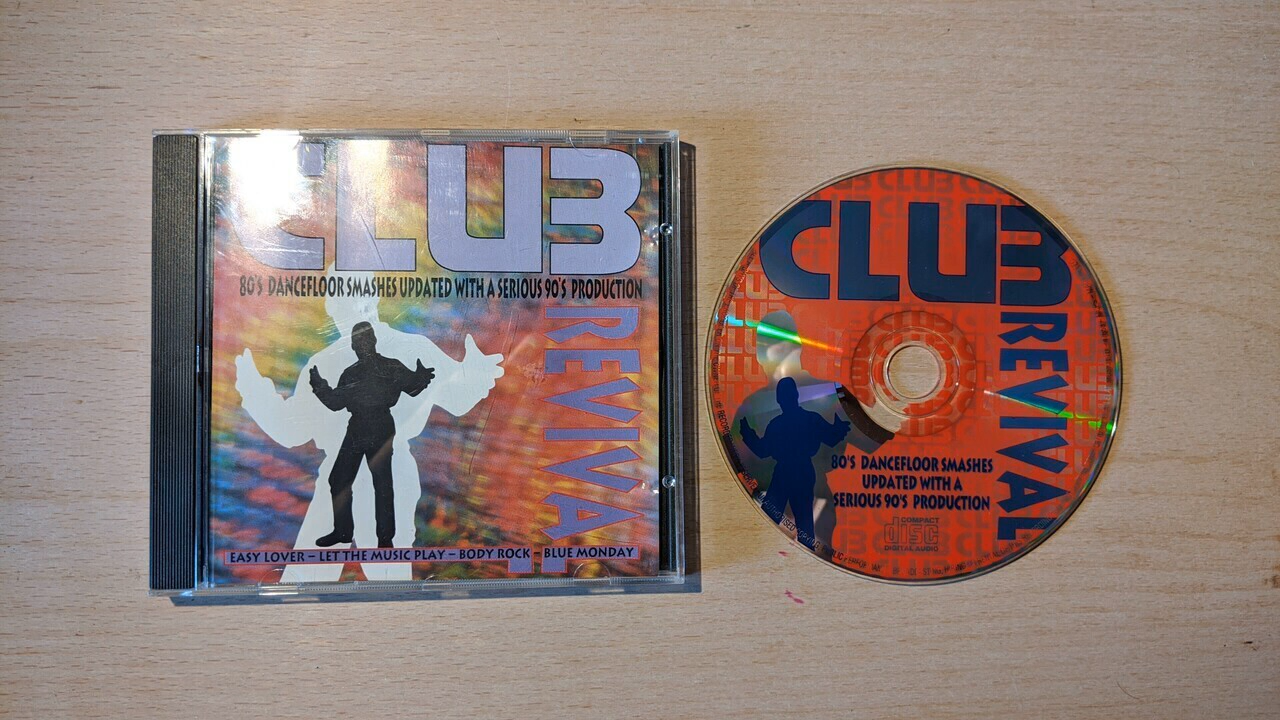 CLUB
80'S DANCEFLOOR SMASHES UPDATED WITH A SERIOUS 90'S PRODUCTION
REVIVAL
EASY LOVER – LET THE MUSIC PLAY – BODY ROCK – BLUE MONDAY
CLUB
REVIVAL
80'S DANCEFLOOR SMASHES
UPDATED WITH A
SERIOUS 90'S PRODUCTION
COMPACT
disc
DIGITAL AUDIO